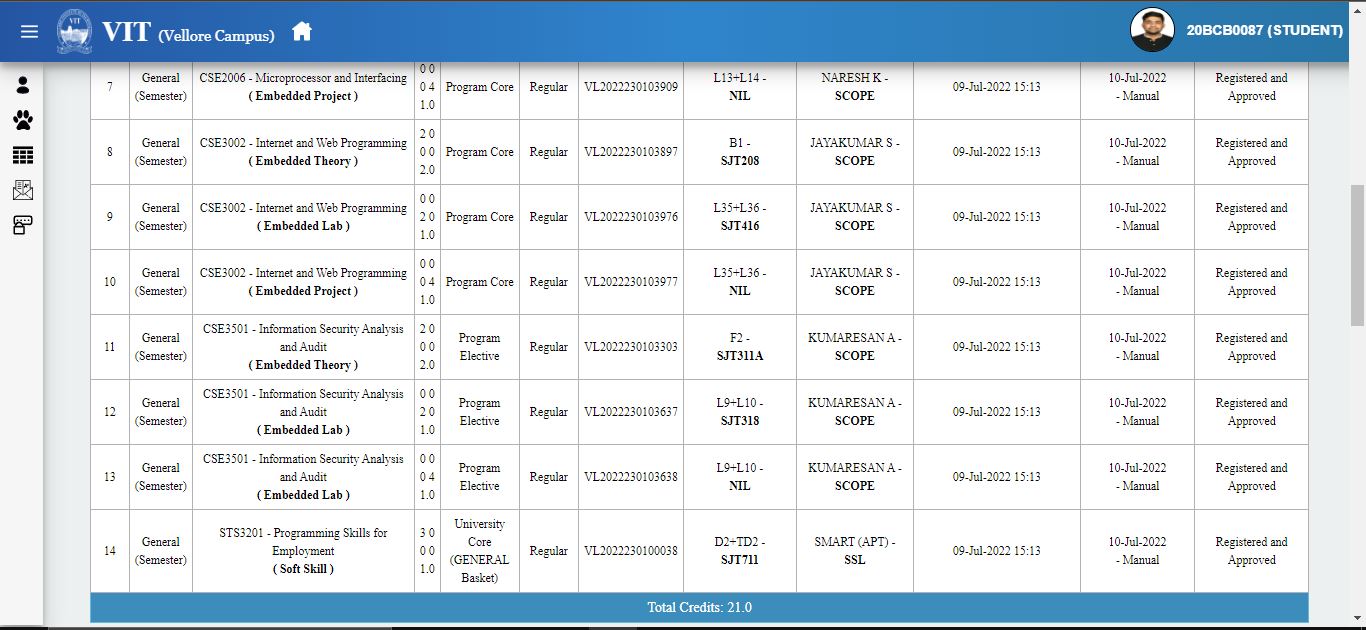 VIT (Vellore Campus)
20BCB0087 (STUDENT)
7 General (Semester) CSE2006 - Microprocessor and Interfacing ( Embedded Project ) 0 0 0 4 1.0 Program Core Regular VL2022230103909 L13+L14 - NIL NARESH K - SCOPE 09-Jul-2022 15:13 10-Jul-2022 - Manual Registered and Approved
8 General (Semester) CSE3002 - Internet and Web Programming ( Embedded Theory ) 2 0 0 0 2.0 Program Core Regular VL2022230103897 B1 - SJT208 JAYAKUMAR S - SCOPE 09-Jul-2022 15:13 10-Jul-2022 - Manual Registered and Approved
9 General (Semester) CSE3002 - Internet and Web Programming ( Embedded Lab ) 0 0 2 0 1.0 Program Core Regular VL2022230103976 L35+L36 - SJT416 JAYAKUMAR S - SCOPE 09-Jul-2022 15:13 10-Jul-2022 - Manual Registered and Approved
10 General (Semester) CSE3002 - Internet and Web Programming ( Embedded Project ) 0 0 0 4 1.0 Program Core Regular VL2022230103977 L35+L36 - NIL JAYAKUMAR S - SCOPE 09-Jul-2022 15:13 10-Jul-2022 - Manual Registered and Approved
11 General (Semester) CSE3501 - Information Security Analysis and Audit ( Embedded Theory ) 2 0 0 0 2.0 Program Elective Regular VL2022230103303 F2 - SJT311A KUMARESAN A - SCOPE 09-Jul-2022 15:13 10-Jul-2022 - Manual Registered and Approved
12 General (Semester) CSE3501 - Information Security Analysis and Audit ( Embedded Lab ) 0 0 2 0 1.0 Program Elective Regular VL2022230103637 L9+L10 - SJT318 KUMARESAN A - SCOPE 09-Jul-2022 15:13 10-Jul-2022 - Manual Registered and Approved
13 General (Semester) CSE3501 - Information Security Analysis and Audit ( Embedded Lab ) 0 0 0 4 1.0 Program Elective Regular VL2022230103638 L9+L10 - NIL KUMARESAN A - SCOPE 09-Jul-2022 15:13 10-Jul-2022 - Manual Registered and Approved
14 General (Semester) STS3201 - Programming Skills for Employment ( Soft Skill ) 3 0 0 0 1.0 University Core (GENERAL Basket) Regular VL2022230100038 D2+TD2 - SJT711 SMART (APT) - SSL 09-Jul-2022 15:13 10-Jul-2022 - Manual Registered and Approved
Total Credits: 21.0